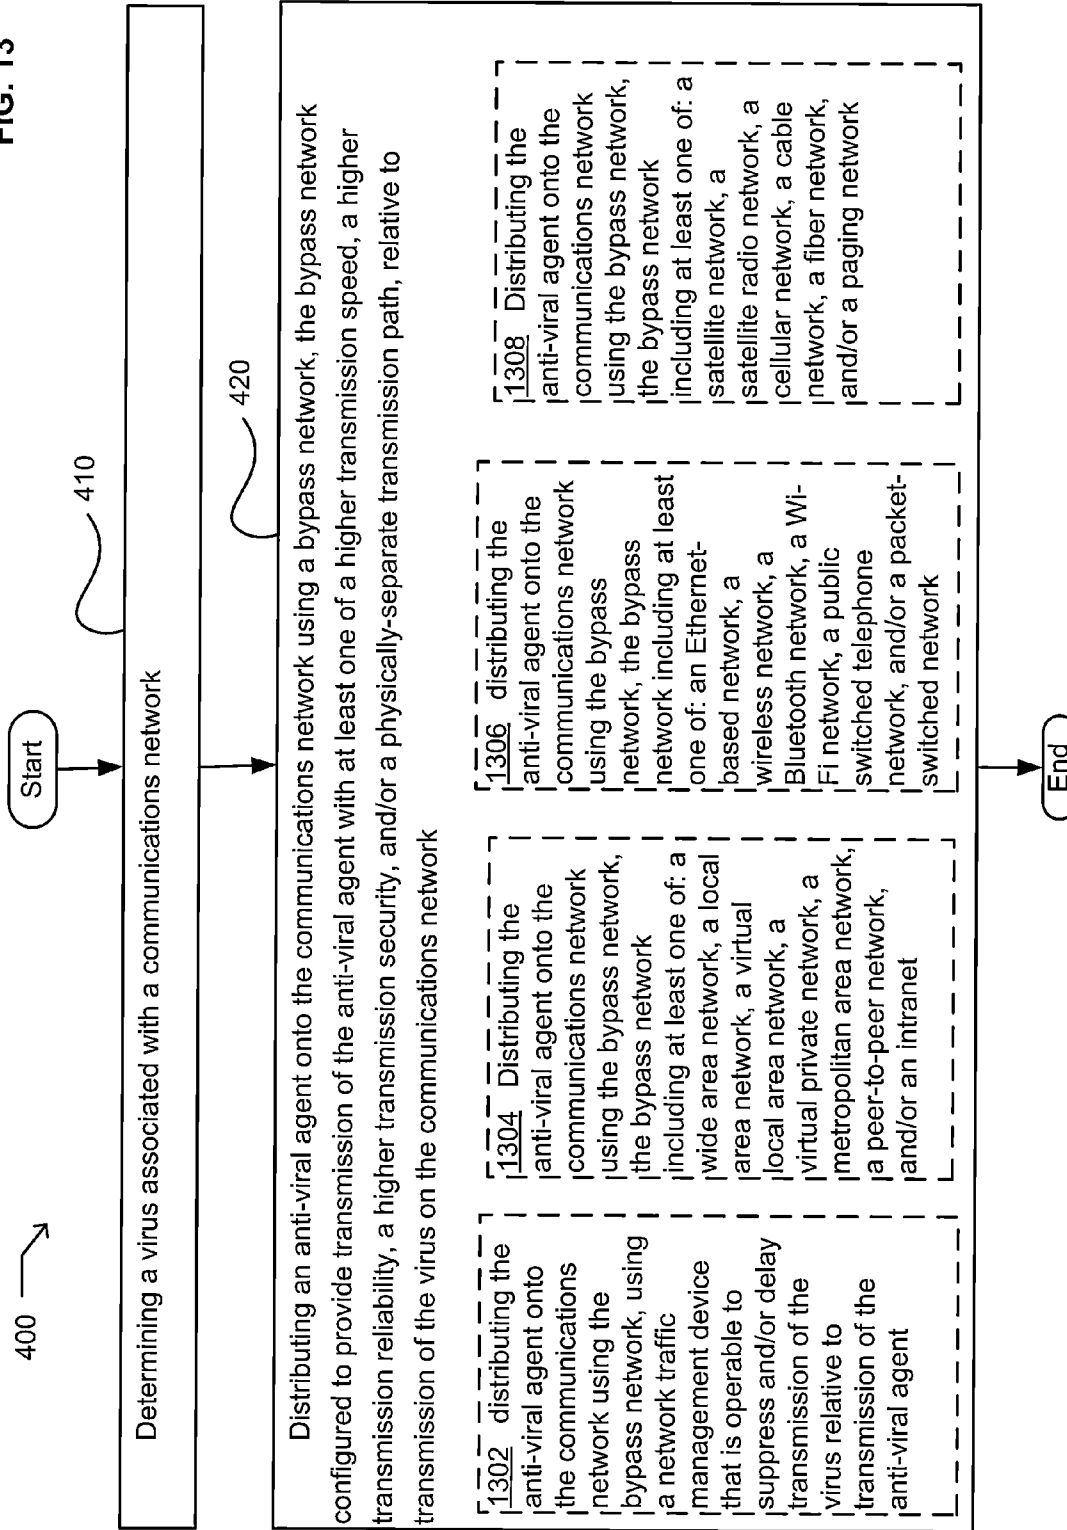 FIG. 13
400
Start
410
Determining a virus associated with a communications network
420
Distributing an anti-viral agent onto the communications network using a bypass network, the bypass network
configured to provide transmission of the anti-viral agent with at least one of a higher transmission speed, a higher
transmission reliability, a higher transmission security, and/or a physically-separate transmission path, relative to
transmission of the virus on the communications network
1302 distributing the
anti-viral agent onto
the communications
network using the
bypass network, using
a network traffic
management device
that is operable to
suppress and/or delay
transmission of the
virus relative to
transmission of the
anti-viral agent
1304 Distributing the
anti-viral agent onto the
communications network
using the bypass network,
the bypass network
including at least one of: a
wide area network, a local
area network, a virtual
local area network, a
virtual private network, a
metropolitan area network,
a peer-to-peer network,
and/or an intranet
1306 distributing the
anti-viral agent onto the
communications network
using the bypass
network, the bypass
network including at least
one of: an Ethernet-
based network, a
wireless network, a
Bluetooth network, a Wi-
Fi network, a public
switched telephone
network, and/or a packet-
switched network
1308 Distributing the
anti-viral agent onto the
communications network
using the bypass network,
the bypass network
including at least one of: a
satellite network, a
satellite radio network, a
cellular network, a cable
network, a fiber network,
and/or a paging network
End